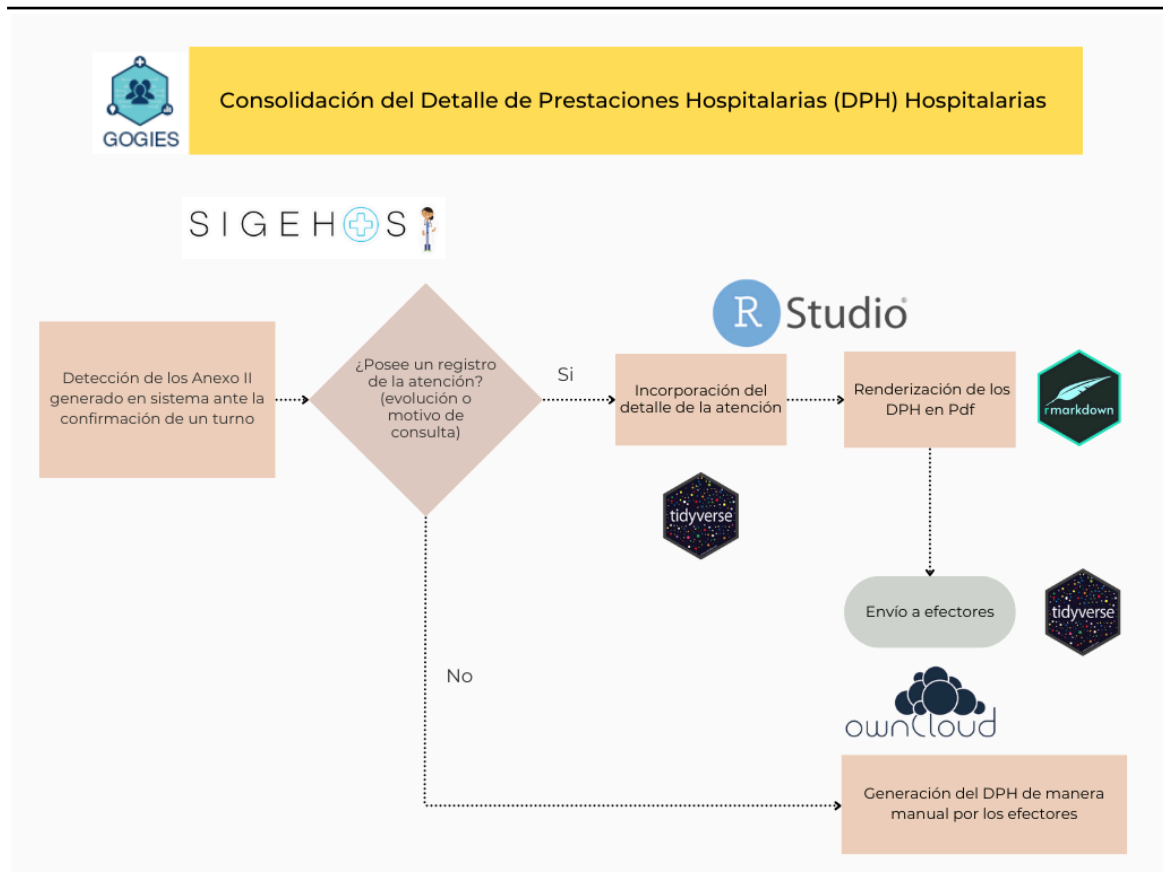 GOGIES
Consolidación del Detalle de Prestaciones Hospitalarias (DPH) Hospitalarias
SIGEHOS
Detección de los Anexo II
generado en sistema ante la
confirmación de un turno
¿Posee un registro
de la atención?
(evolución o
motivo de
consulta)
Si
R Studio®
Incorporación del
detalle de la atención
Renderización de los
DPH en Pdf
rmarkdown
tidyverse
Envío a efectores
tidyverse
No
ownCloud
Generación del DPH de manera
manual por los efectores